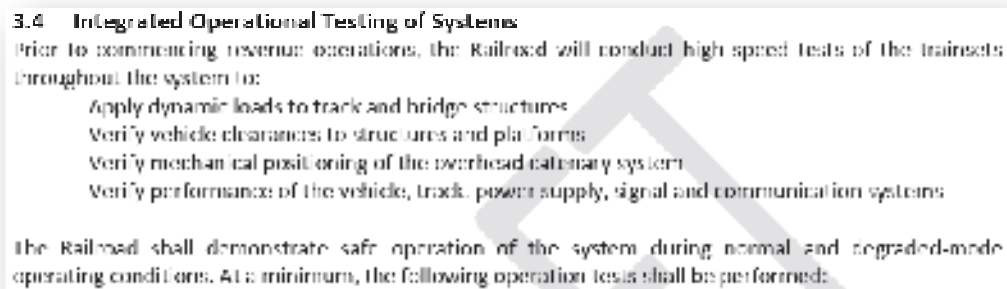 3.4 Integrated Operational Testing of Systems
Prior to commencing revenue operations, the Railroad will conduct high speed tests of the trainsets
throughout the system to:
Apply dynamic loads to track and bridge structures
Verify vehicle clearances to structures and platforms
Verify mechanical positioning of the overhead catenary system
Verify performance of the vehicle, track, power supply, signal and communication systems
The Railroad shall demonstrate safe operation of the system during normal and degraded-mode
operating conditions. At a minimum, the following operation tests shall be performed: